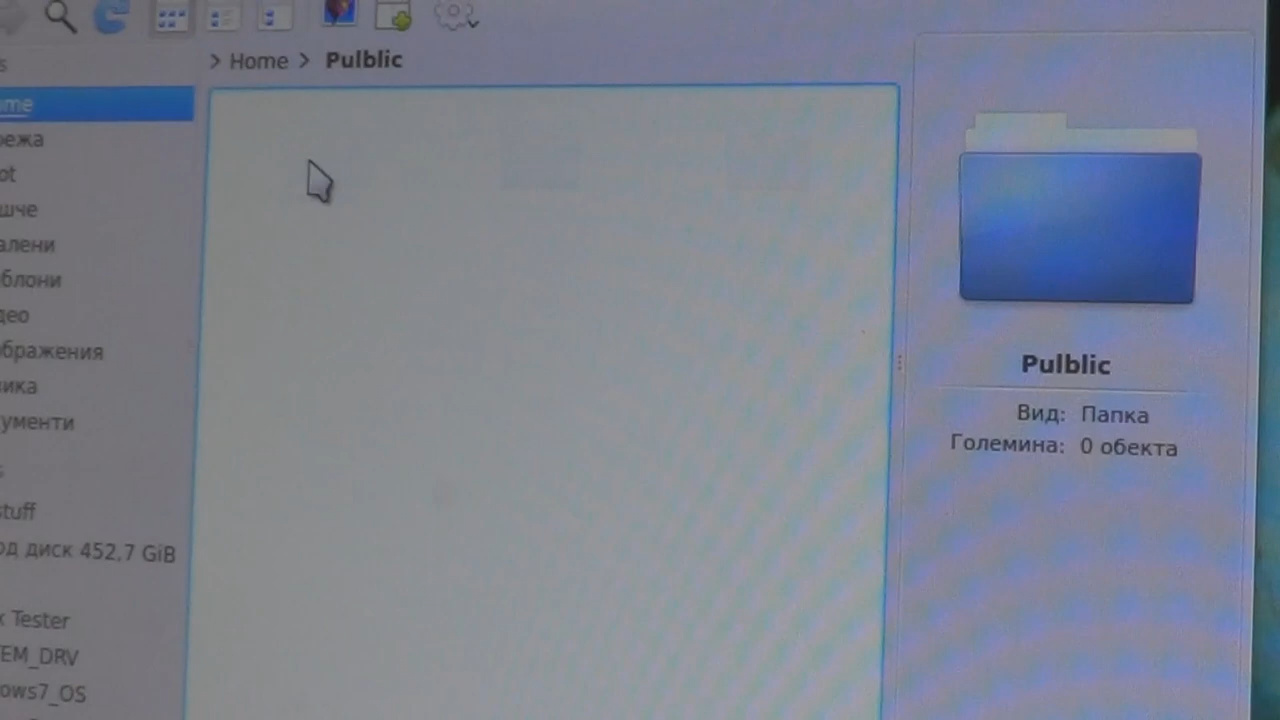 s
> Home > Pulblic
me
режа
ot
шче
алени
блони
део
бражения
ика
ументи
s
stuff
од диск 452,7 GiB
x Tester
EM_DRV
ows7_OS
Pulblic
Вид: Папка
Големина: 0 обекта